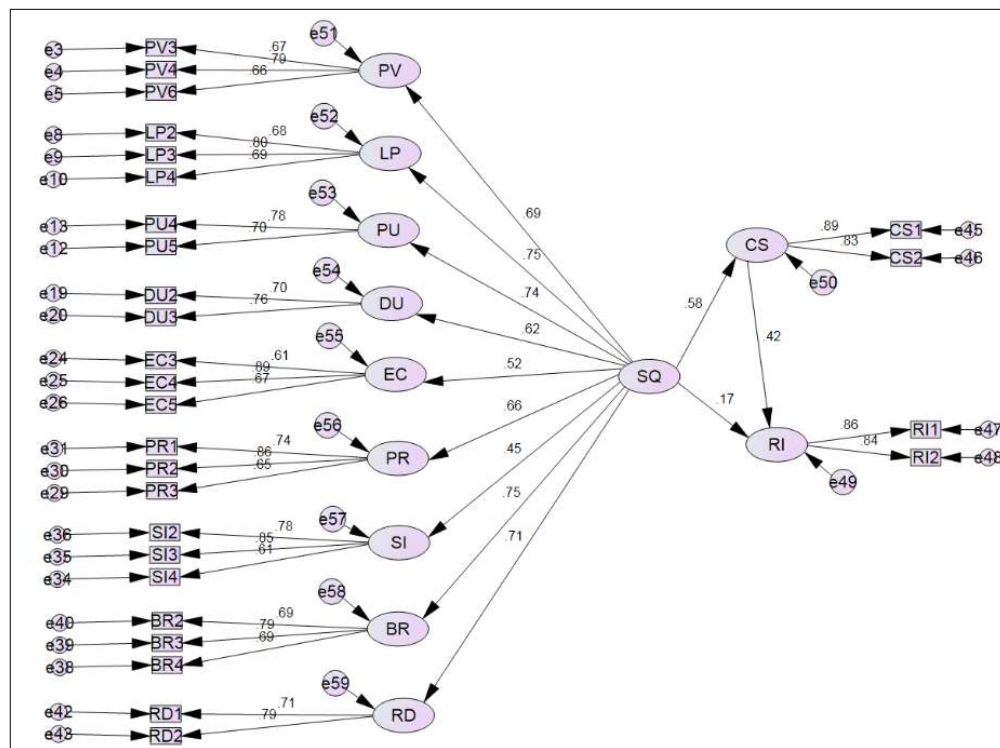 e51
e3 PV3 .67
e4 PV4 .79 PV
e5 PV6 .66
e52
e8 LP2 .68
e9 LP3 .80 LP
e10 LP4 .69
e53
e13 PU4 .78 PU
e12 PU5 .70
e54
e19 DU2 .70 DU
e20 DU3 .76
e55
e24 EC3 .61
e25 EC4 .89 EC
e26 EC5 .67
e56
e31 PR1 .74
e30 PR2 .86 PR
e29 PR3 .65
e57
e36 SI2 .78
e35 SI3 .85 SI
e34 SI4 .61
e58
e40 BR2 .69
e39 BR3 .79 BR
e38 BR4 .69
e59
e42 RD1 .71 RD
e43 RD2 .79
.69
.75
.74
.62
.52
.66
.45
.75
.71
SQ
.58
.17
CS
.89 CS1 e45
.83 CS2 e46
e50
.42
RI
.86 RI1 e47
.84 RI2 e48
e49